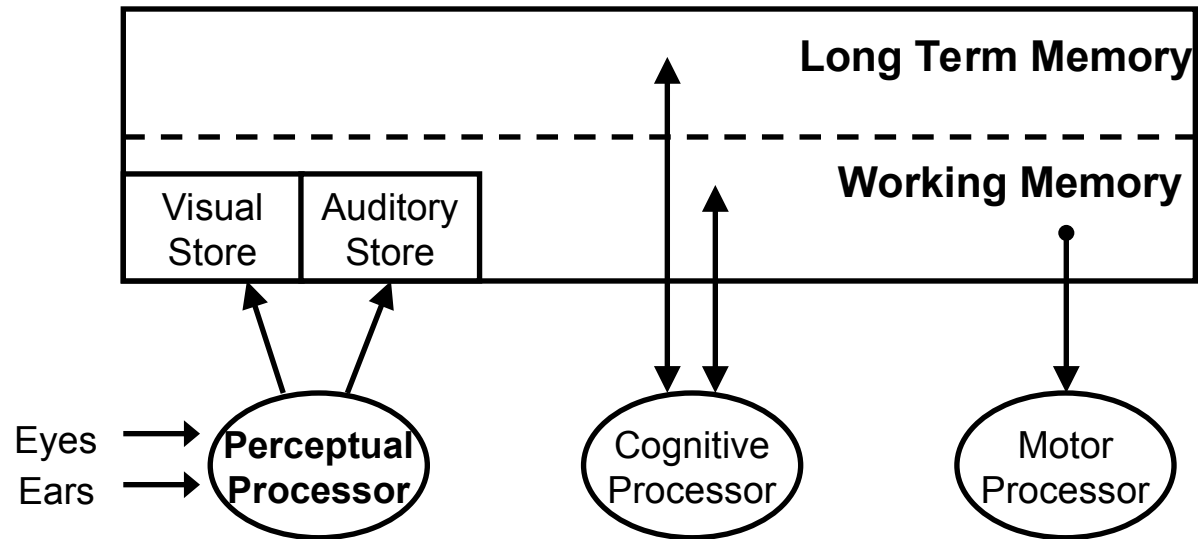 Long Term Memory
Working Memory
Visual
Store
Auditory
Store
Eyes
Ears
Perceptual
Processor
Cognitive
Processor
Motor
Processor